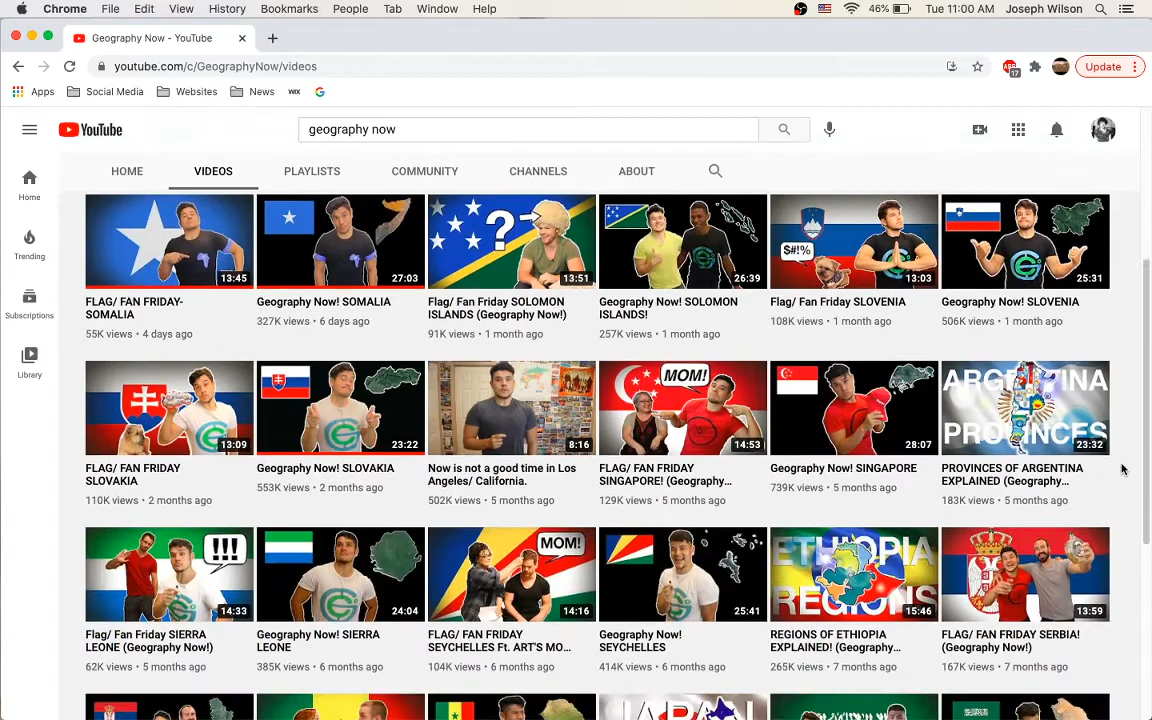 Chrome File Edit View History Bookmarks People Tab Window Help 46% Tue 11:00 AM Joseph Wilson
Geography Now - YouTube
youtube.com/c/GeographyNow/videos 17 Update
Apps Social Media Websites News WIX
YouTube geography now
HOME VIDEOS PLAYLISTS COMMUNITY CHANNELS ABOUT
Home
Trending
Subscriptions
Library
? $#!%
13:45 27:03 13:51 26:39 13:03 25:31
FLAG/ FAN FRIDAY- Geography Now! SOMALIA Flag/ Fan Friday SOLOMON Geography Now! SOLOMON Flag/ Fan Friday SLOVENIA Geography Now! SLOVENIA
SOMALIA ISLANDS (Geography Now!) ISLANDS!
55K views • 4 days ago 327K views • 6 days ago 91K views • 1 month ago 257K views • 1 month ago 108K views • 1 month ago 506K views • 1 month ago
MOM! ARGENTINA
PROVINCES
13:09 23:22 8:16 14:53 28:07 23:32
FLAG/ FAN FRIDAY Geography Now! SLOVAKIA Now is not a good time in Los FLAG/ FAN FRIDAY Geography Now! SINGAPORE PROVINCES OF ARGENTINA
SLOVAKIA Angeles/ California. SINGAPORE! (Geography... EXPLAINED (Geography...
110K views • 2 months ago 553K views • 2 months ago 502K views • 5 months ago 129K views • 5 months ago 739K views • 5 months ago 183K views • 5 months ago
!!! MOM! ETHIOPIA
REGIONS
14:33 24:04 14:16 25:41 15:46 13:59
Flag/ Fan Friday SIERRA Geography Now! SIERRA FLAG/ FAN FRIDAY Geography Now! REGIONS OF ETHIOPIA FLAG/ FAN FRIDAY SERBIA!
LEONE (Geography Now!) LEONE SEYCHELLES Ft. ART'S MO... SEYCHELLES EXPLAINED! (Geography... (Geography Now!)
62K views • 5 months ago 385K views • 6 months ago 104K views • 6 months ago 414K views • 6 months ago 265K views • 7 months ago 167K views • 7 months ago
JAPAN